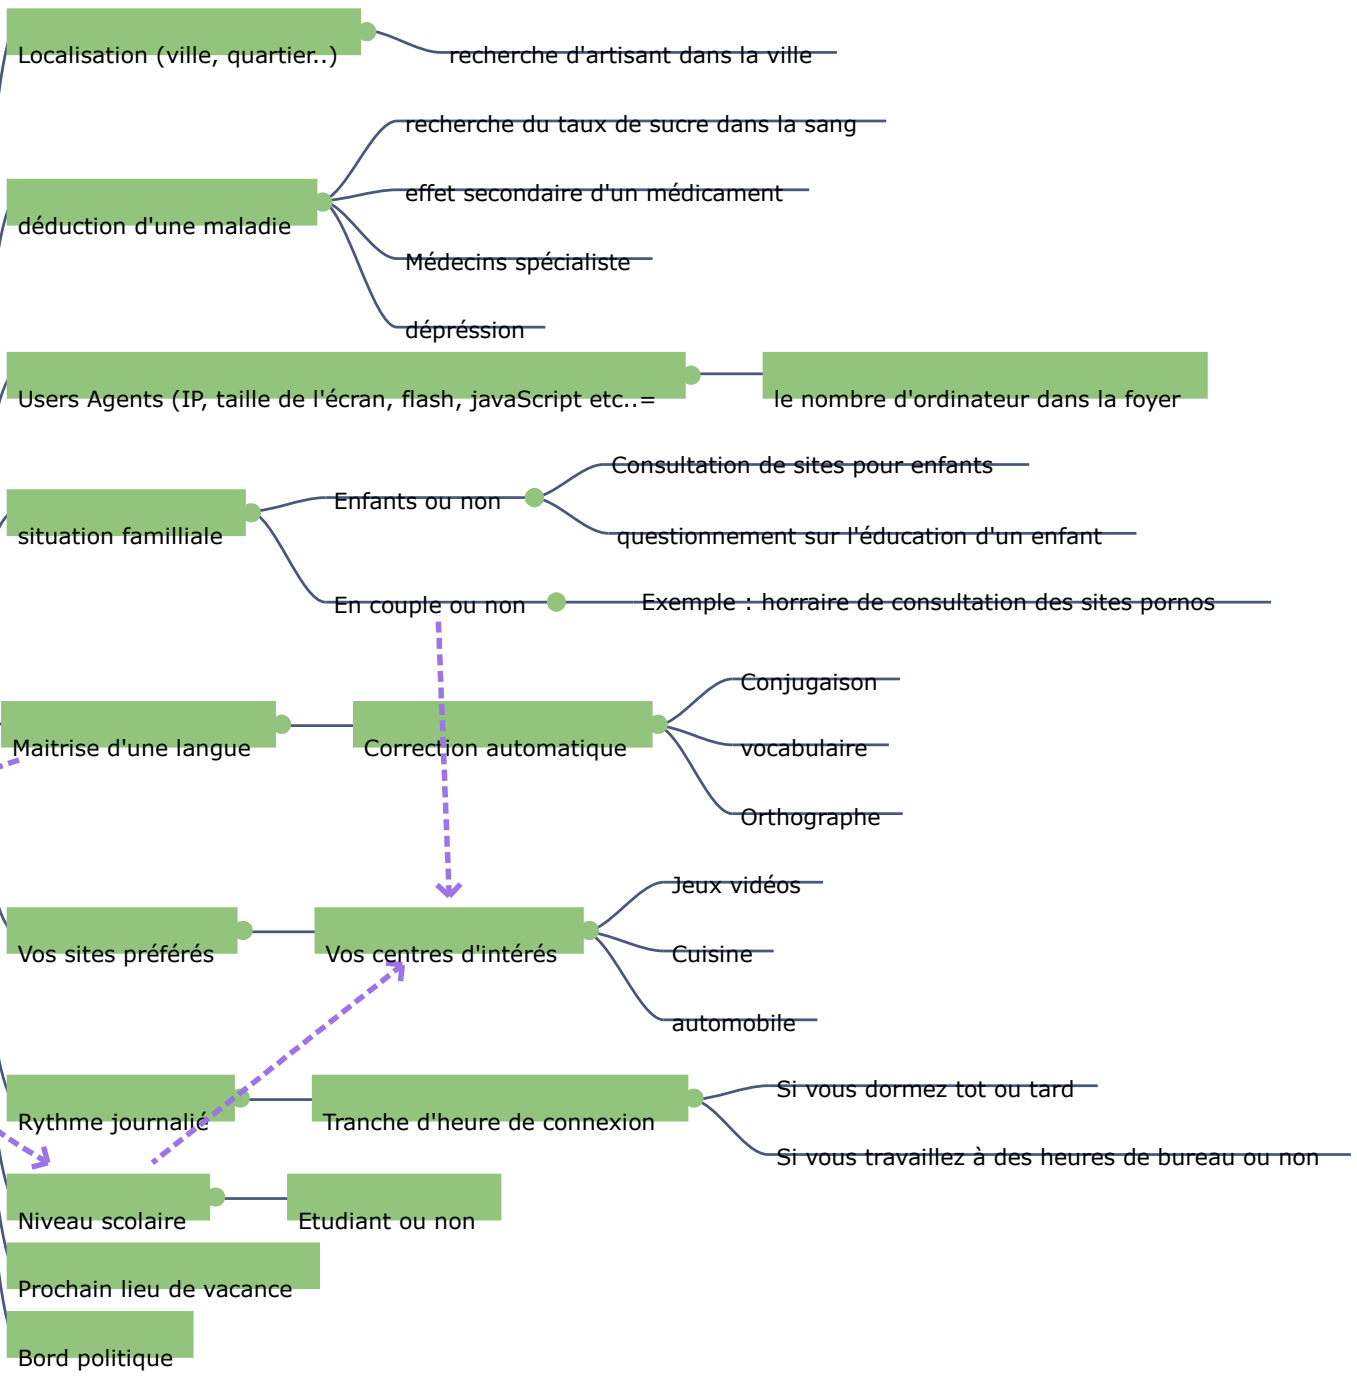 Localisation (ville, quartier..)
recherche d'artisant dans la ville
recherche du taux de sucre dans la sang
effet secondaire d'un médicament
déduction d'une maladie
Médecins spécialiste
dépréssion
Users Agents (IP, taille de l'écran, flash, javaScript etc..=
le nombre d'ordinateur dans la foyer
Consultation de sites pour enfants
Enfants ou non
situation familliale
questionnement sur l'éducation d'un enfant
En couple ou non
Exemple : horraire de consultation des sites pornos
Conjugaison
Maitrise d'une langue
Correction automatique
vocabulaire
Orthographe
Jeux vidéos
Vos sites préférés
Vos centres d'intérés
Cuisine
automobile
Si vous dormez tot ou tard
Rythme journalié
Tranche d'heure de connexion
Si vous travaillez à des heures de bureau ou non
Niveau scolaire
Etudiant ou non
Prochain lieu de vacance
Bord politique